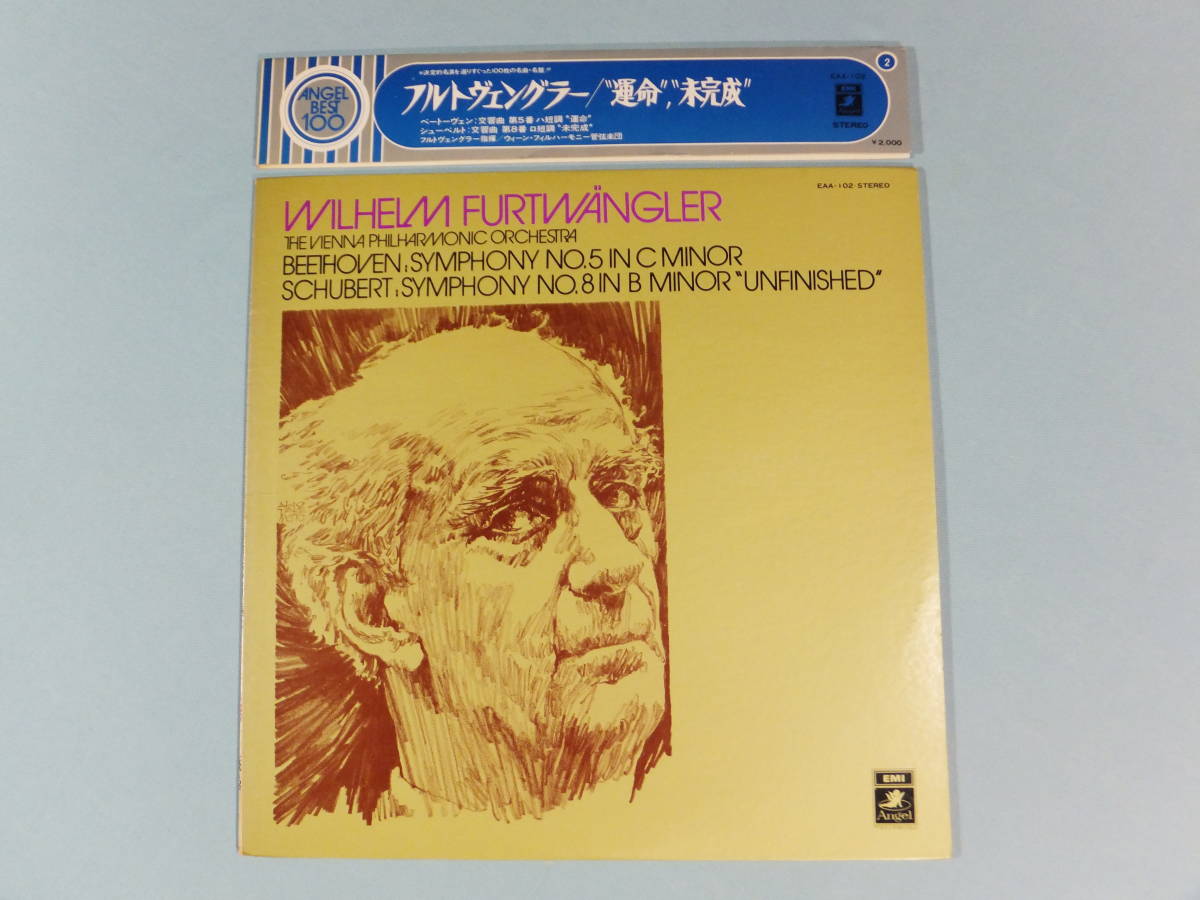 "決定的名演を選りすぐった100枚の名曲・名盤"
ANGEL
BEST
100
フルトヴェングラー/"運命","未完成"
ベートーヴェン:交響曲 第5番 ハ短調 "運命"
シューベルト:交響曲 第8番 ロ短調 "未完成"
フルトヴェングラー指揮/ウィーン・フィルハーモニー管弦楽団
2
EAA-102
EMI
STEREO
¥2,000
EAA-102 STEREO
WILHELM FURTWÄNGLER
THE VIENNA PHILHARMONIC ORCHESTRA
BEETHOVEN:SYMPHONY NO.5 IN C MINOR
SCHUBERT:SYMPHONY NO.8 IN B MINOR "UNFINISHED"
EMI
Angel